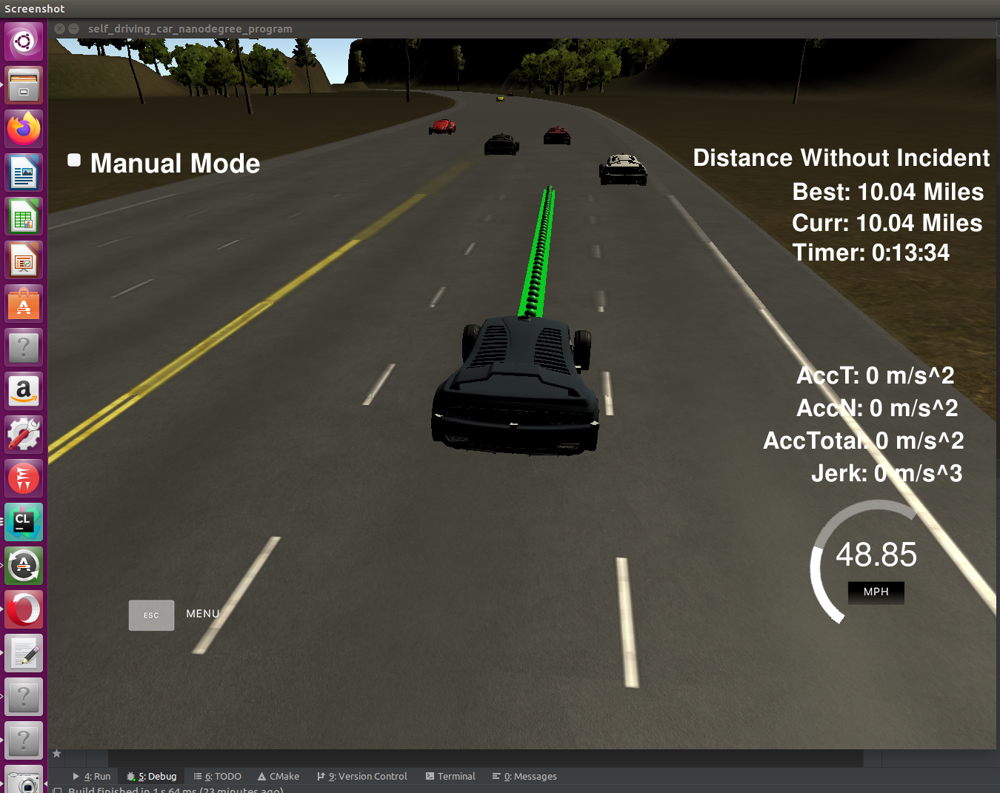 Screenshot
self_driving_car_nanodegree_program
Manual Mode
Distance Without Incident
Best: 10.04 Miles
Curr: 10.04 Miles
Timer: 0:13:34
AccT: 0 m/s^2
AccN: 0 m/s^2
AccTotal: 0 m/s^2
Jerk: 0 m/s^3
48.85
MPH
ESC MENU
CL
a
4: Run 5: Debug 6: TODO CMake 9: Version Control Terminal 0: Messages
Build finished in 1 s 64 ms (23 minutes ago)